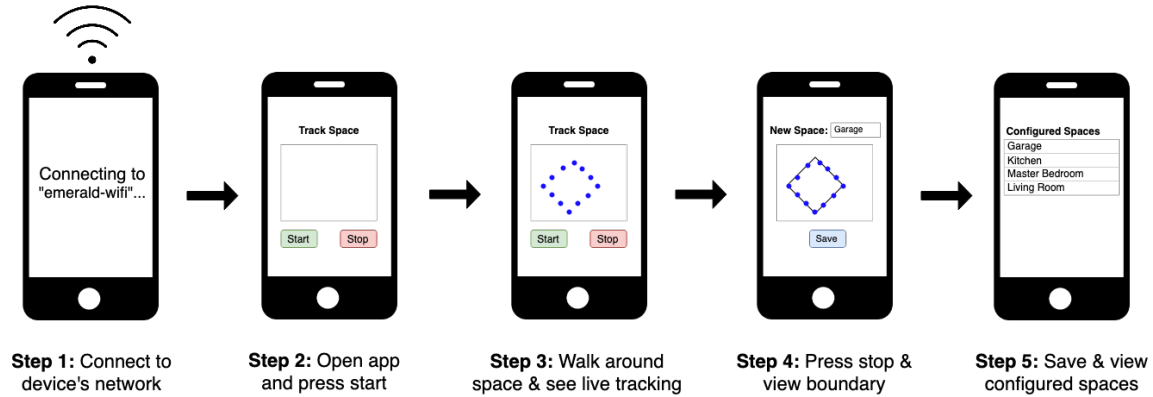 Connecting to
"emerald-wifi"...
Step 1: Connect to
device's network
Track Space
Start
Stop
Step 2: Open app
and press start
Track Space
Start
Stop
Step 3: Walk around
space & see live tracking
New Space: Garage
Save
Step 4: Press stop &
view boundary
Configured Spaces
Garage
Kitchen
Master Bedroom
Living Room
Step 5: Save & view
configured spaces